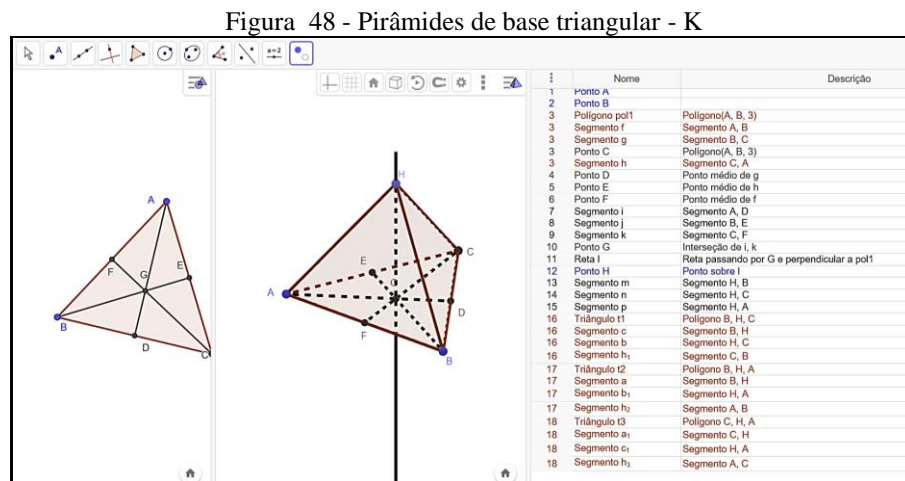 Figura 48 - Pirâmides de base triangular - K
A
a=2
Nome Descrição
1 Ponto A
2 Ponto B
3 Polígono pol1 Polígono(A, B, 3)
3 Segmento f Segmento A, B
3 Segmento g Segmento B, C
3 Ponto C Polígono(A, B, 3)
3 Segmento h Segmento C, A
4 Ponto D Ponto médio de g
5 Ponto E Ponto médio de h
6 Ponto F Ponto médio de f
7 Segmento i Segmento A, D
8 Segmento j Segmento B, E
9 Segmento k Segmento C, F
10 Ponto G Interseção de i, k
11 Reta l Reta passando por G e perpendicular a pol1
12 Ponto H Ponto sobre l
13 Segmento m Segmento H, B
14 Segmento n Segmento H, C
15 Segmento p Segmento H, A
16 Triângulo t1 Polígono B, H, C
16 Segmento c Segmento B, H
16 Segmento b Segmento H, C
16 Segmento h₁ Segmento C, B
17 Triângulo t2 Polígono B, H, A
17 Segmento a Segmento B, H
17 Segmento b₁ Segmento H, A
17 Segmento h₂ Segmento A, B
18 Triângulo t3 Polígono C, H, A
18 Segmento a₁ Segmento C, H
18 Segmento c₁ Segmento H, A
18 Segmento h₃ Segmento A, C
A
F
G
E
B
D
C
H
C
E
G
A
D
F
B